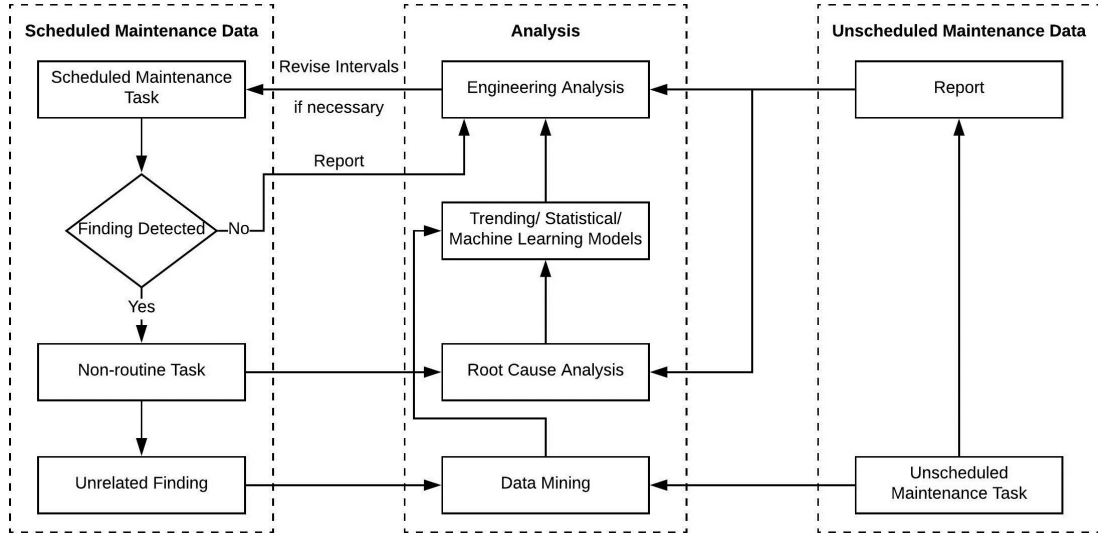 Scheduled Maintenance Data
Analysis
Unscheduled Maintenance Data
Scheduled Maintenance
Task
Revise Intervals
if necessary
Engineering Analysis
Report
Report
Finding Detected
No
Trending/ Statistical/
Machine Learning Models
Yes
Non-routine Task
Root Cause Analysis
Unrelated Finding
Data Mining
Unscheduled
Maintenance Task